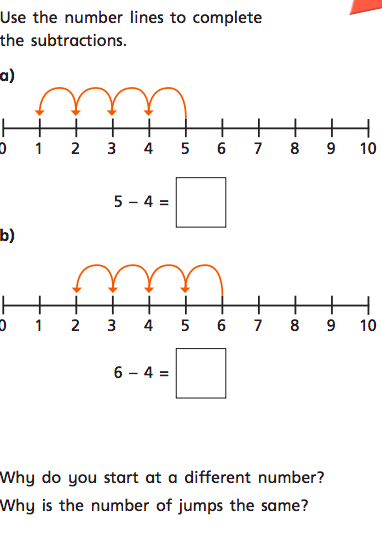 Use the number lines to complete
the subtractions.
a)
0 1 2 3 4 5 6 7 8 9 10
5 – 4 =
b)
0 1 2 3 4 5 6 7 8 9 10
6 – 4 =
Why do you start at a different number?
Why is the number of jumps the same?